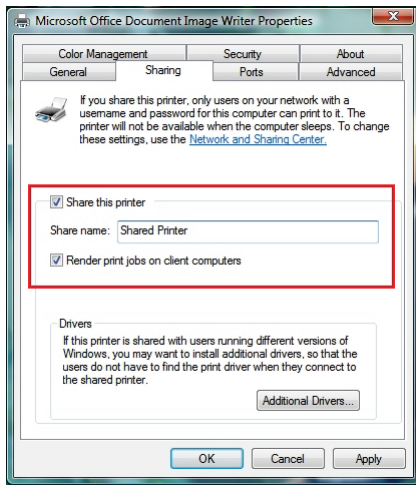 Microsoft Office Document Image Writer Properties
Color Management Security About
General Sharing Ports Advanced
If you share this printer, only users on your network with a
username and password for this computer can print to it. The
printer will not be available when the computer sleeps. To change
these settings, use the Network and Sharing Center.
Share this printer
Share name: Shared Printer
Render print jobs on client computers
Drivers
If this printer is shared with users running different versions of
Windows, you may want to install additional drivers, so that the
users do not have to find the print driver when they connect to
the shared printer.
Additional Drivers...
OK Cancel Apply